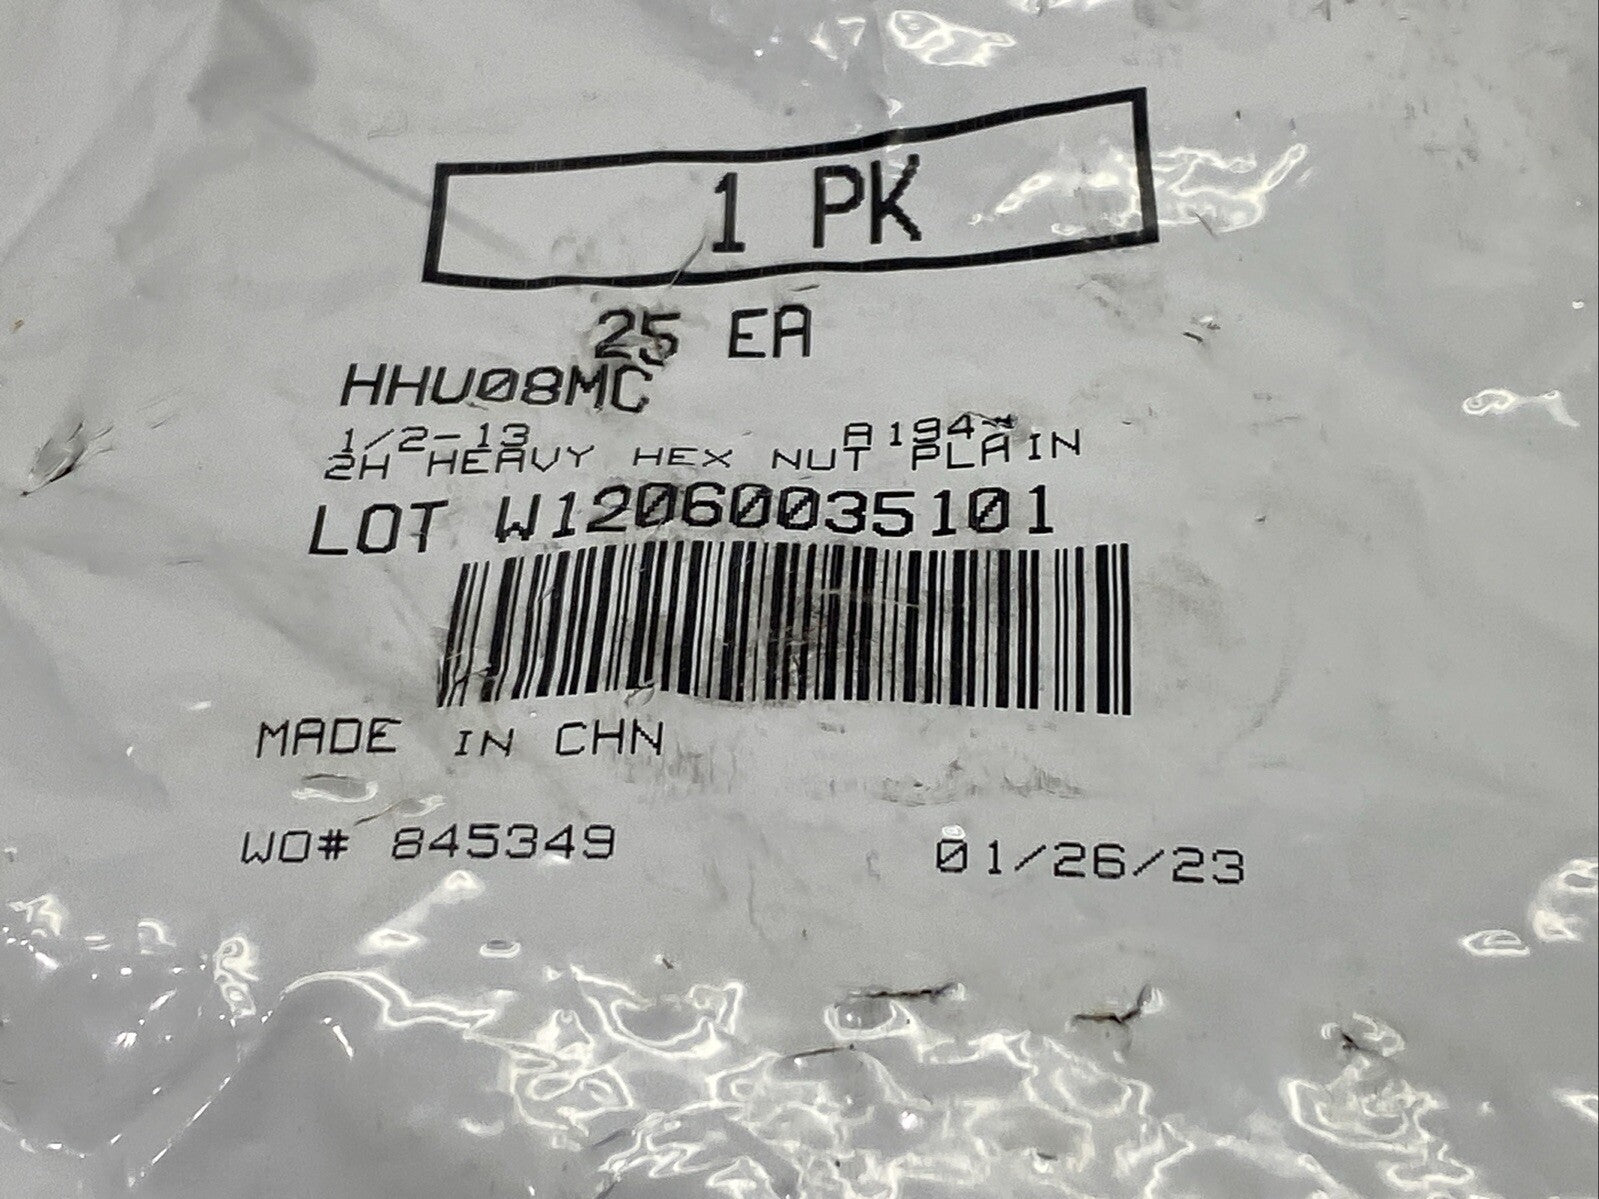 1 PK
25 EA
HHU08MC
1/2-13 A194-
2H HEAVY HEX NUT PLAIN
LOT W12060035101
MADE IN CHN
WO# 845349 01/26/23